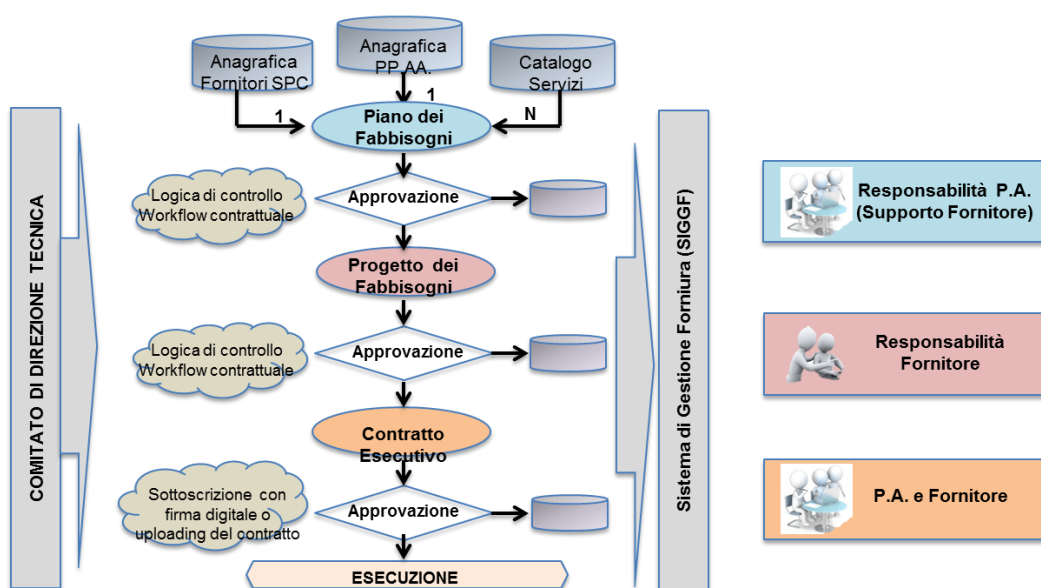 Anagrafica
Fornitori SPC
Anagrafica
PP.AA.
Catalogo
Servizi
1
1
N
Piano dei
Fabbisogni
Logica di controllo
Workflow contrattuale
Approvazione
Progetto dei
Fabbisogni
Logica di controllo
Workflow contrattuale
Approvazione
Contratto
Esecutivo
Sottoscrizione con
firma digitale o
uploading del contratto
Approvazione
ESECUZIONE
COMITATO DI DIREZIONE TECNICA
Sistema di Gestione Forniura (SIGGF)
Responsabilità P.A.
(Supporto Fornitore)
Responsabilità
Fornitore
P.A. e Fornitore